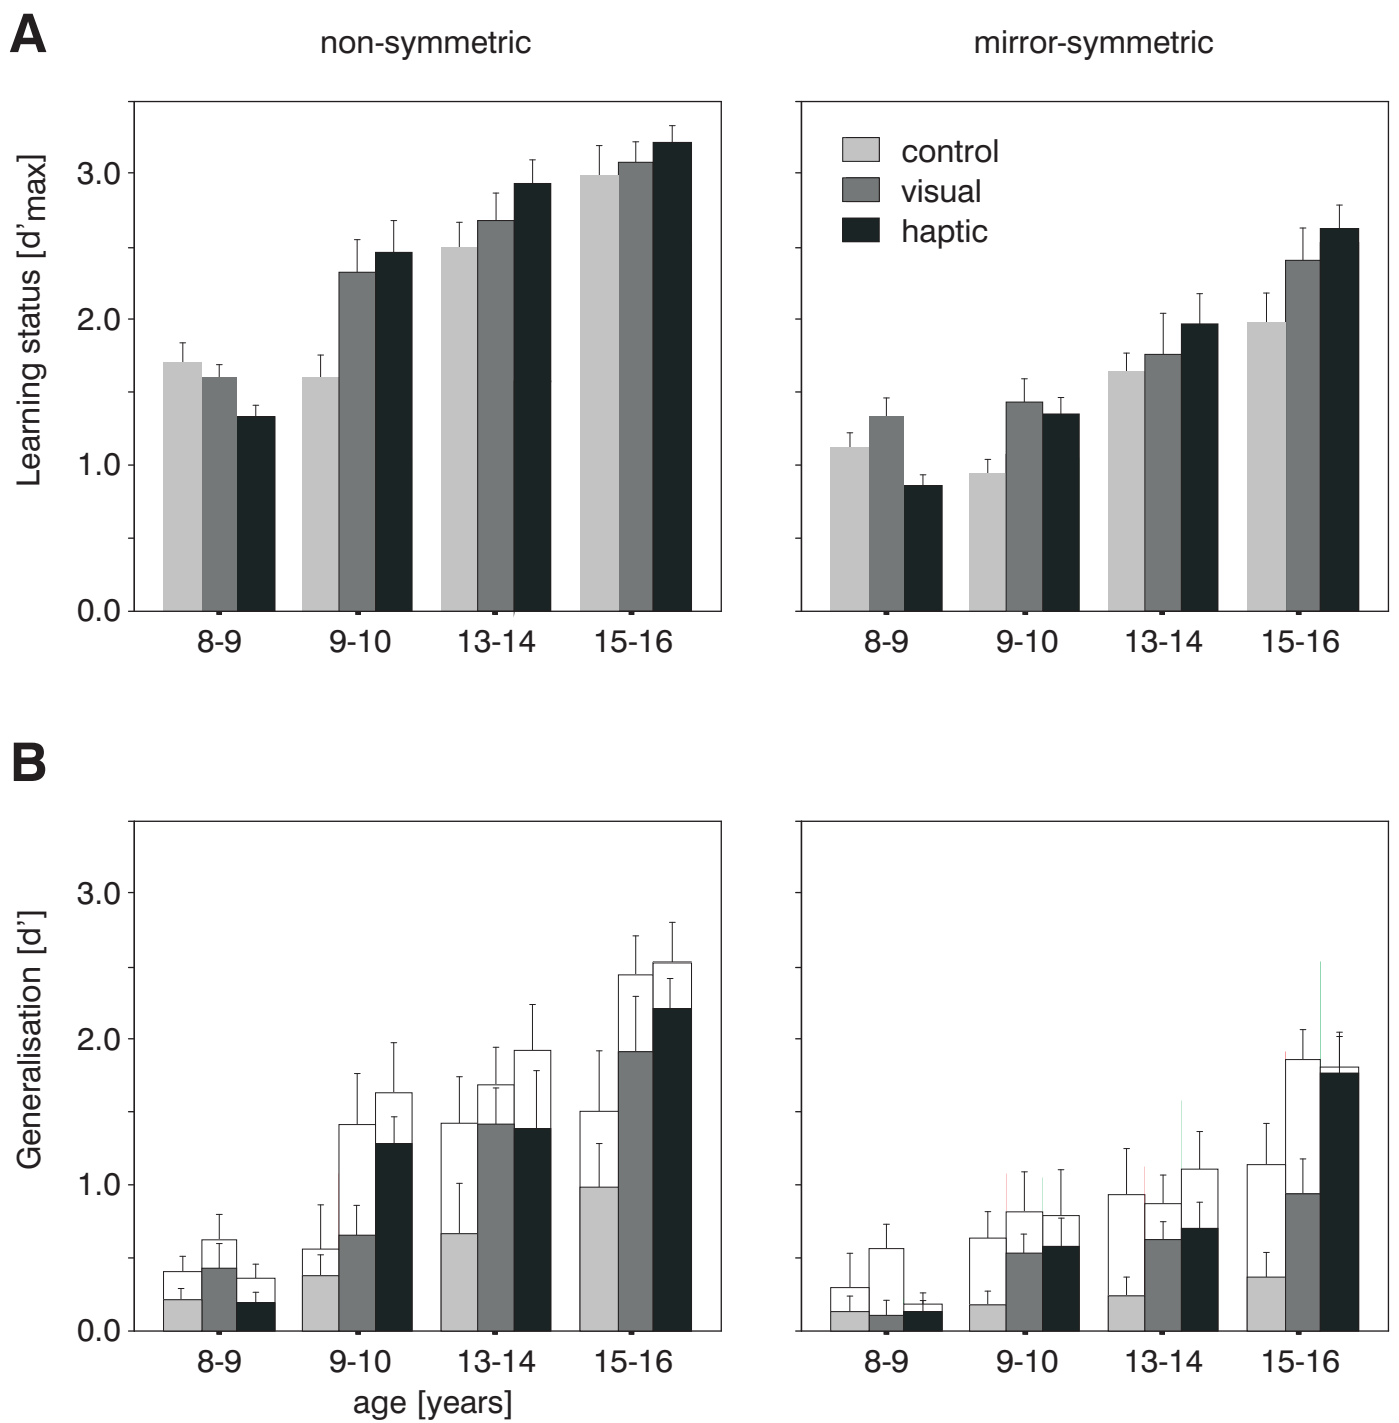 A
non-symmetric
mirror-symmetric
Learning status [d'max]
3.0
2.0
1.0
0.0
control
visual
haptic
8-9 9-10 13-14 15-16
8-9 9-10 13-14 15-16
B
Generalisation [d']
3.0
2.0
1.0
0.0
8-9 9-10 13-14 15-16
8-9 9-10 13-14 15-16
age [years]